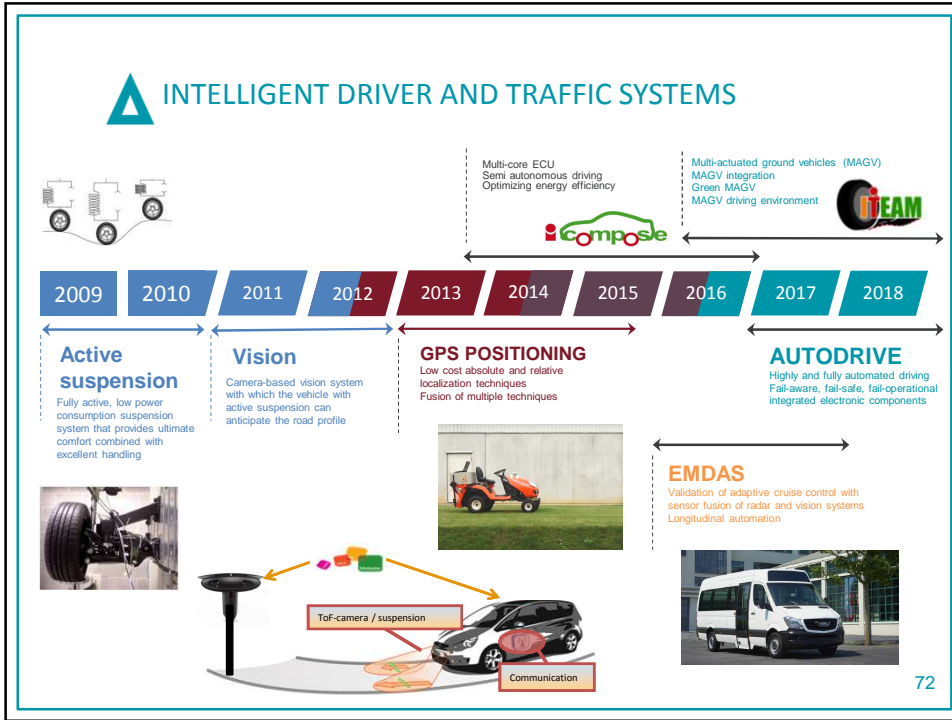 INTELLIGENT DRIVER AND TRAFFIC SYSTEMS
Multi-core ECU
Semi autonomous driving
Optimizing energy efficiency
icompose
Multi-actuated ground vehicles (MAGV)
MAGV integration
Green MAGV
MAGV driving environment
ITEAM
2009
2010
2011
2012
2013
2014
2015
2016
2017
2018
Active
suspension
Fully active, low power
consumption suspension
system that provides ultimate
comfort combined with
excellent handling
Vision
Camera-based vision system
with which the vehicle with
active suspension can
anticipate the road profile
GPS POSITIONING
Low cost absolute and relative
localization techniques
Fusion of multiple techniques
AUTODRIVE
Highly and fully automated driving
Fail-aware, fail-safe, fail-operational
integrated electronic components
EMDAS
Validation of adaptive cruise control with
sensor fusion of radar and vision systems
Longitudinal automation
ToF-camera / suspension
Communication
72